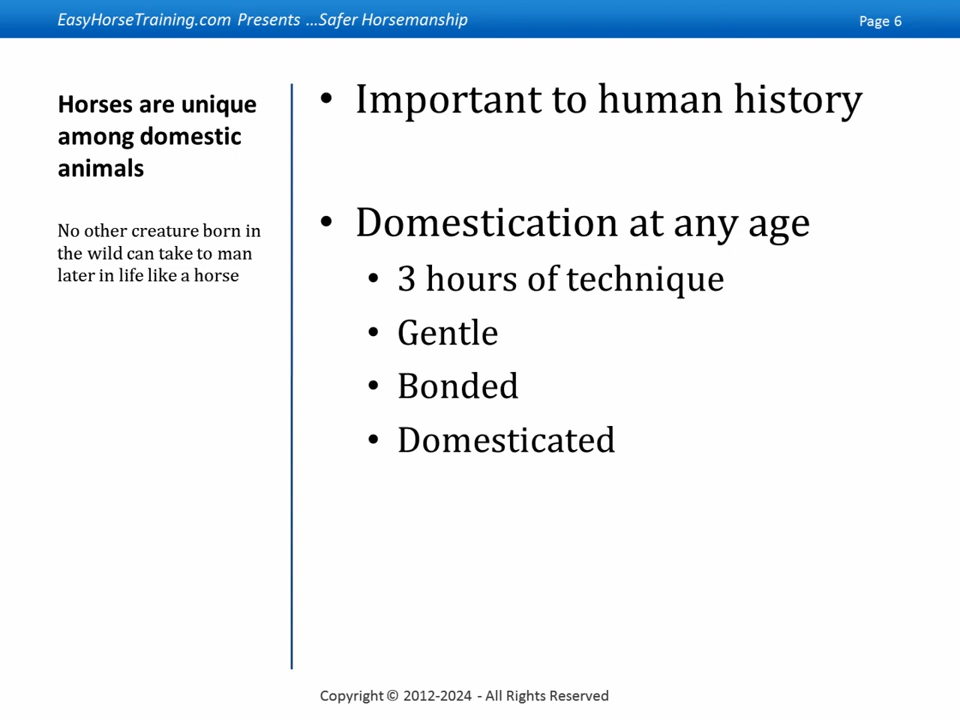 EasyHorseTraining.com Presents ...Safer Horsemanship
Page 6
Horses are unique
among domestic
animals
No other creature born in
the wild can take to man
later in life like a horse
• Important to human history
• Domestication at any age
• 3 hours of technique
• Gentle
• Bonded
• Domesticated
Copyright © 2012-2024 - All Rights Reserved